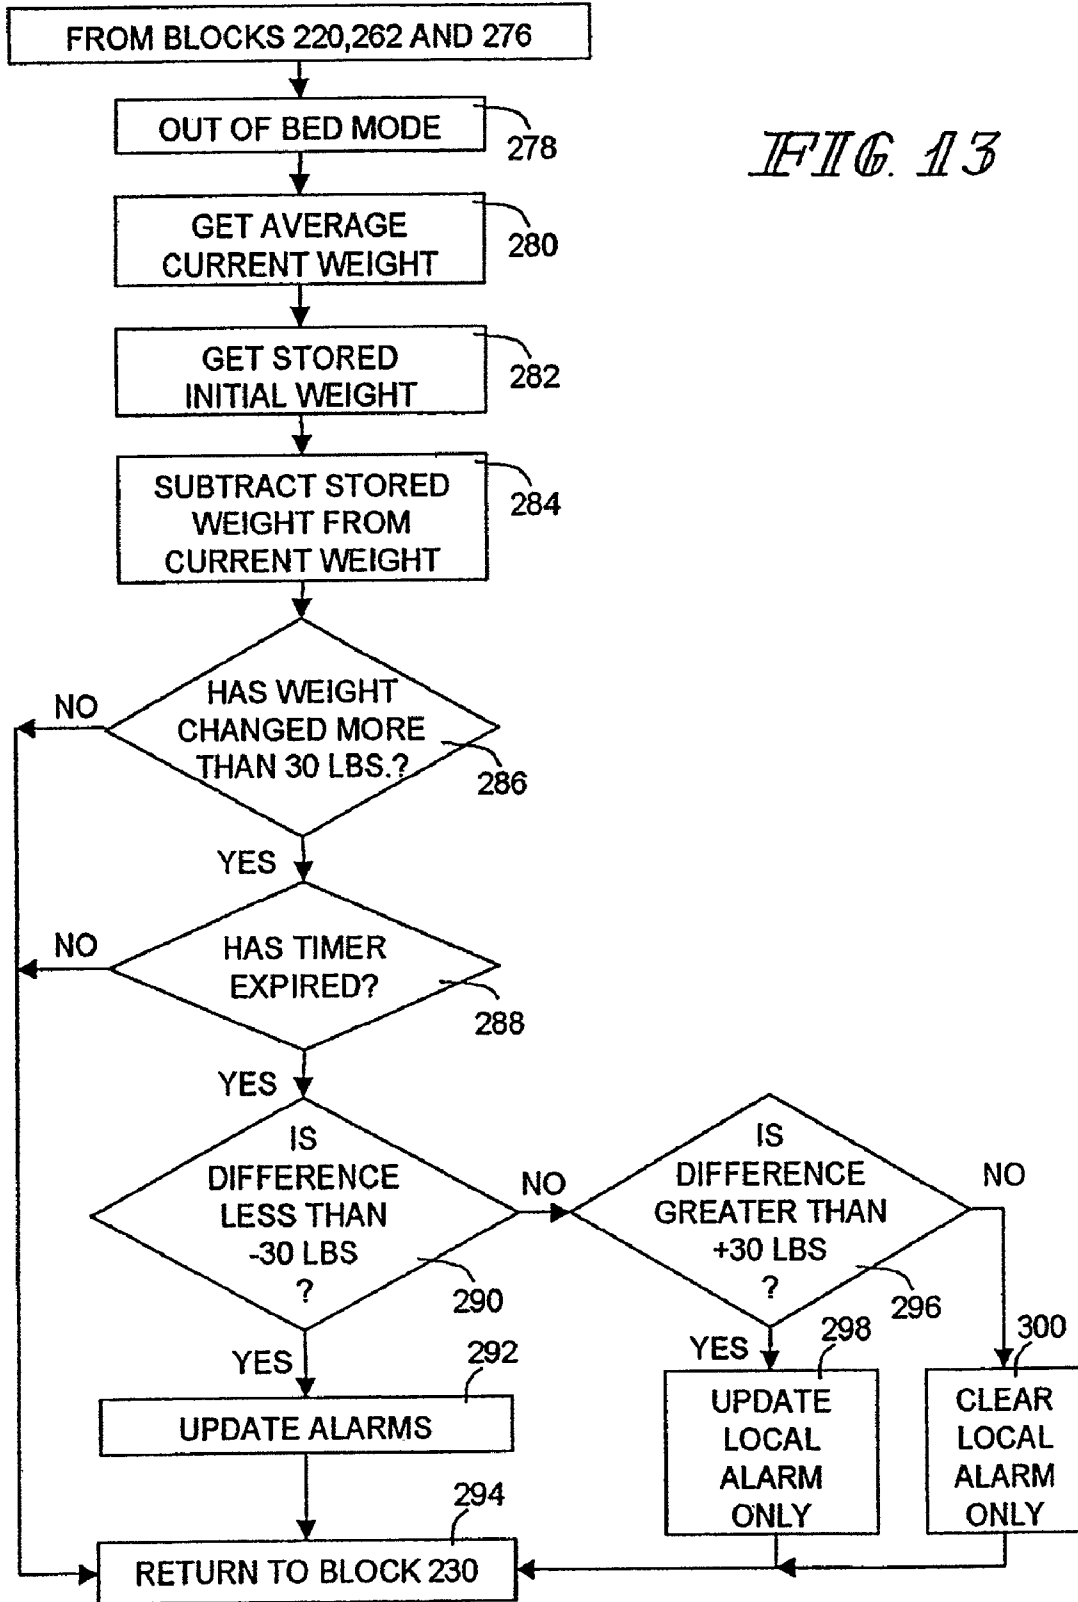 FROM BLOCKS 220,262 AND 276
OUT OF BED MODE
278
FIG. 13
GET AVERAGE
CURRENT WEIGHT
280
GET STORED
INITIAL WEIGHT
282
SUBTRACT STORED
WEIGHT FROM
CURRENT WEIGHT
284
NO
HAS WEIGHT
CHANGED MORE
THAN 30 LBS.?
286
YES
NO
HAS TIMER
EXPIRED?
288
YES
IS
DIFFERENCE
LESS THAN
-30 LBS
?
290
NO
IS
DIFFERENCE
GREATER THAN
+30 LBS
?
296
NO
YES
292
UPDATE ALARMS
YES
298
UPDATE
LOCAL
ALARM
ONLY
300
CLEAR
LOCAL
ALARM
ONLY
294
RETURN TO BLOCK 230